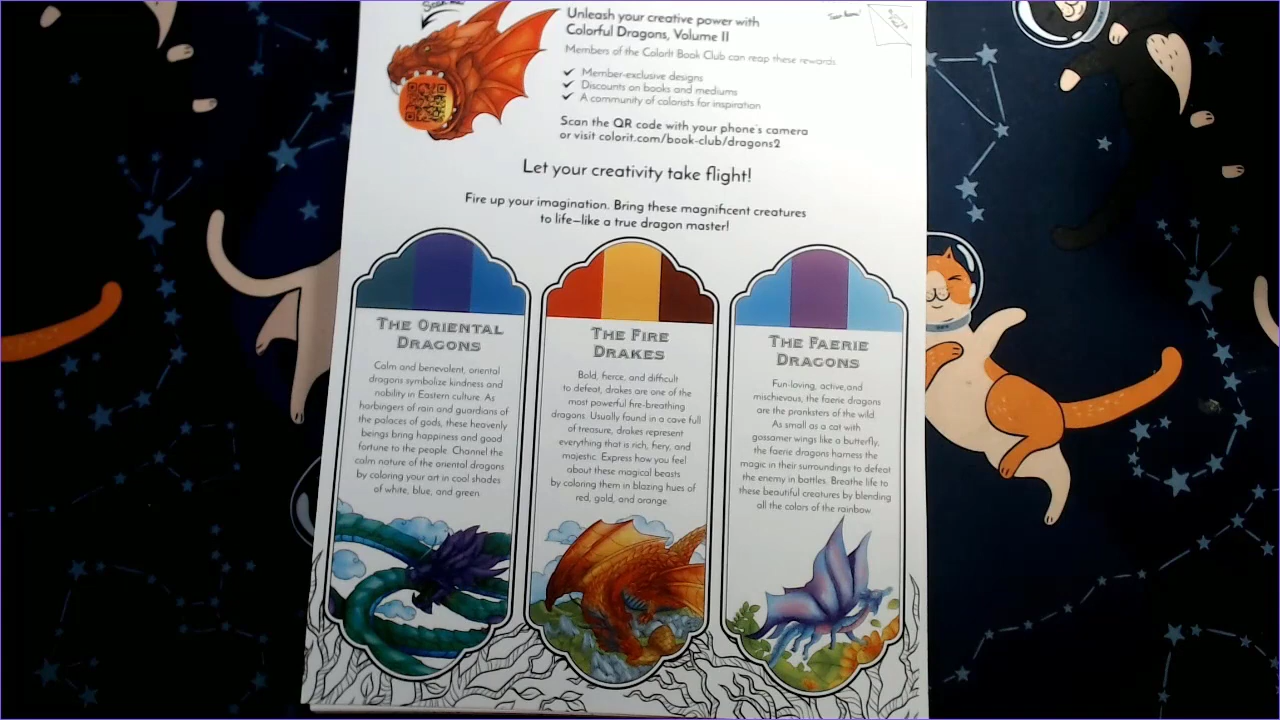 Scan me!
Unleash your creative power with
Colorful Dragons, Volume II
Members of the ColorIt Book Club can reap these rewards
Member-exclusive designs
Discounts on books and mediums
A community of colorists for inspiration
Scan the QR code with your phone's camera
or visit colorit.com/book-club/dragons2
Let your creativity take flight!
Fire up your imagination. Bring these magnificent creatures
to life—like a true dragon master!
The Oriental
Dragons
Calm and benevolent, oriental
dragons symbolize kindness and
nobility in Eastern culture. As
harbingers of rain and guardians of
the palaces of gods, these heavenly
beings bring happiness and good
fortune to the people. Channel the
calm nature of the oriental dragons
by coloring your art in cool shades
of white, blue, and green.
The Fire
Drakes
Bold, fierce, and difficult
to defeat, drakes are one of the
most powerful fire-breathing
dragons. Usually found in a cave full
of treasure, drakes represent
everything that is rich, fiery, and
majestic. Express how you feel
about these magical beasts
by coloring them in blazing hues of
red, gold, and orange.
The Faerie
Dragons
Fun-loving, active,and
mischievous, the faerie dragons
are the pranksters of the wild.
As small as a cat with
gossamer wings like a butterfly,
the faerie dragons harness the
magic in their surroundings to defeat
the enemy in battles. Breathe life to
these beautiful creatures by blending
all the colors of the rainbow